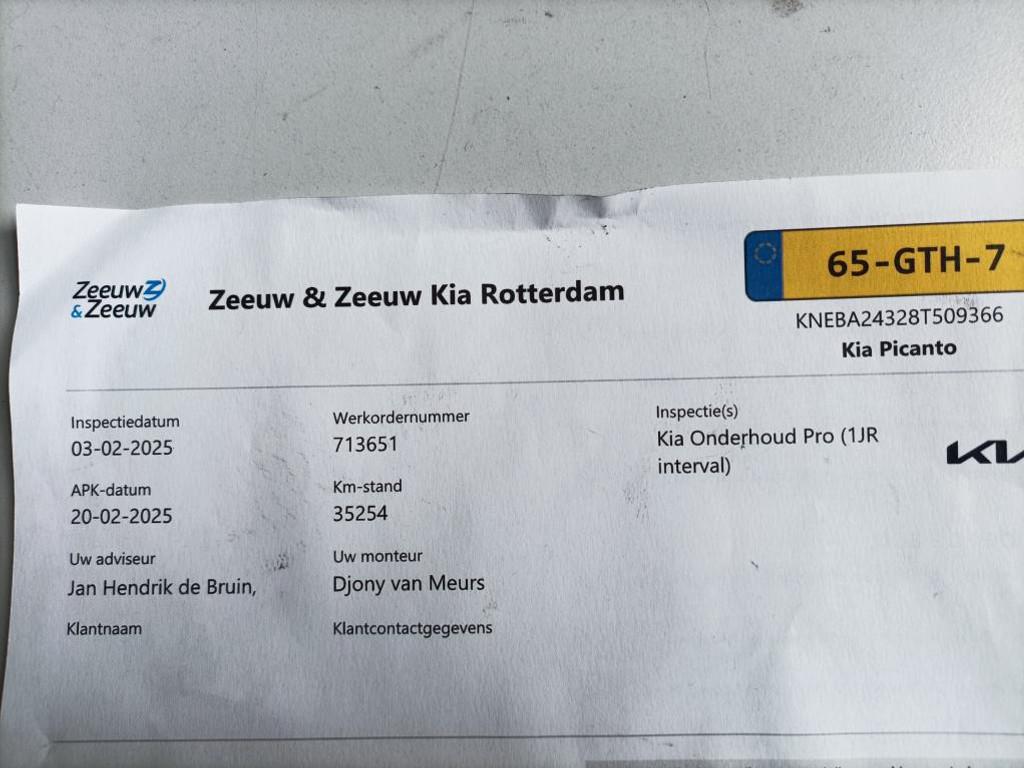 Zeeuw
& Zeeuw
Zeeuw & Zeeuw Kia Rotterdam
65-GTH-7
KNEBA24328T509366
Kia Picanto
Inspectiedatum
03-02-2025
Werkordernummer
713651
Inspectie(s)
Kia Onderhoud Pro (1JR
interval)
KIA
APK-datum
20-02-2025
Km-stand
35254
Uw adviseur
Jan Hendrik de Bruin,
Uw monteur
Djony van Meurs
Klantnaam
Klantcontactgegevens